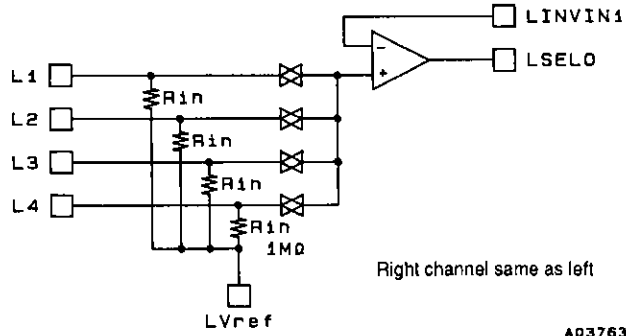 LINVIN1
LSELO
L1
Rin
L2
Rin
L3
Rin
L4
Rin
1MΩ
Right channel same as left
LVref
A03763